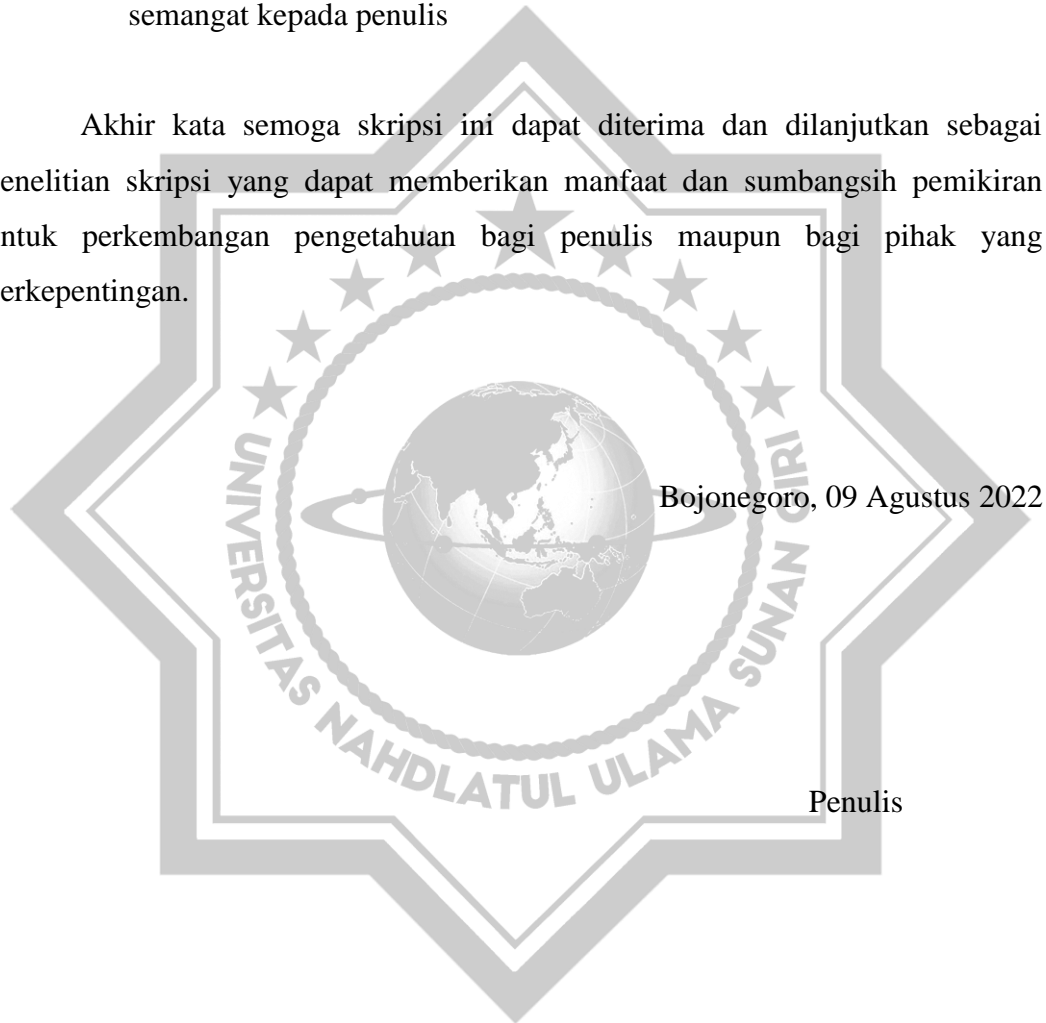 semangat kepada penulis
Akhir kata semoga skripsi ini dapat diterima dan dilanjutkan sebagai
enelitian skripsi yang dapat memberikan manfaat dan sumbangsih pemikiran
ntuk perkembangan pengetahuan bagi penulis maupun bagi pihak yang
erkepentingan.
Bojonegoro, 09 Agustus 2022
UNIVERSITAS NAHDLATUL ULAMA SUNAN GIRI
Penulis